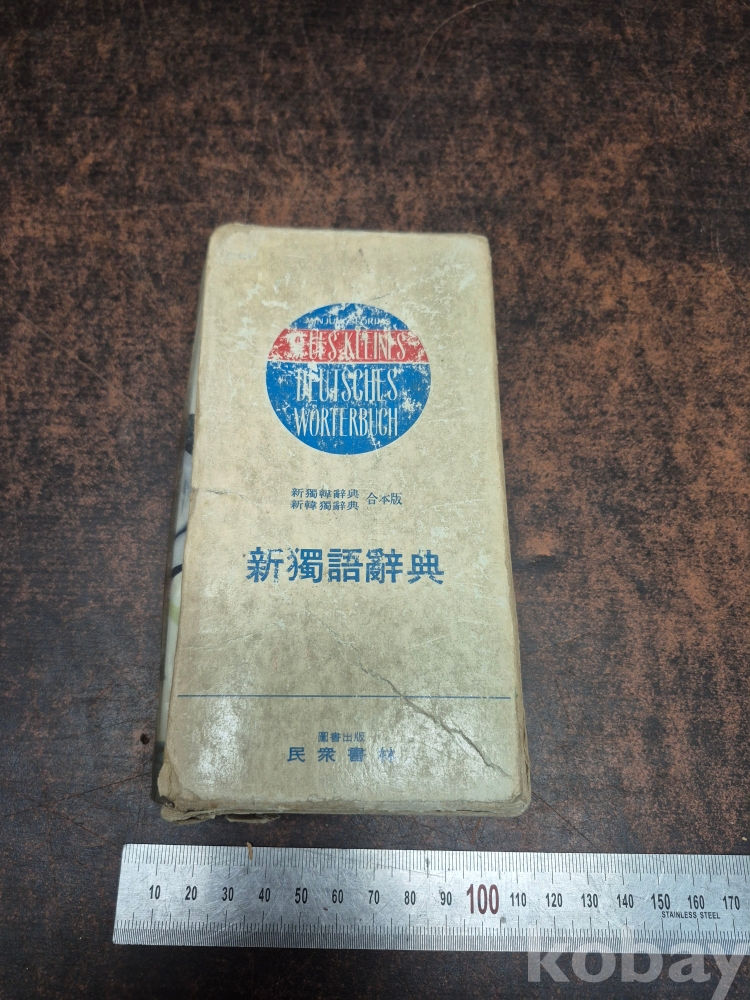 KLEINES
DEUTSCHES
WÖRTERBUCH
新獨韓辭典
新韓獨辭典 合本版
新獨語辭典
圖書出版
民衆書林
10 20 30 40 50 60 70 80 90 100 110 120 130 140 150 160 170
STAINLESS STEEL
kobay